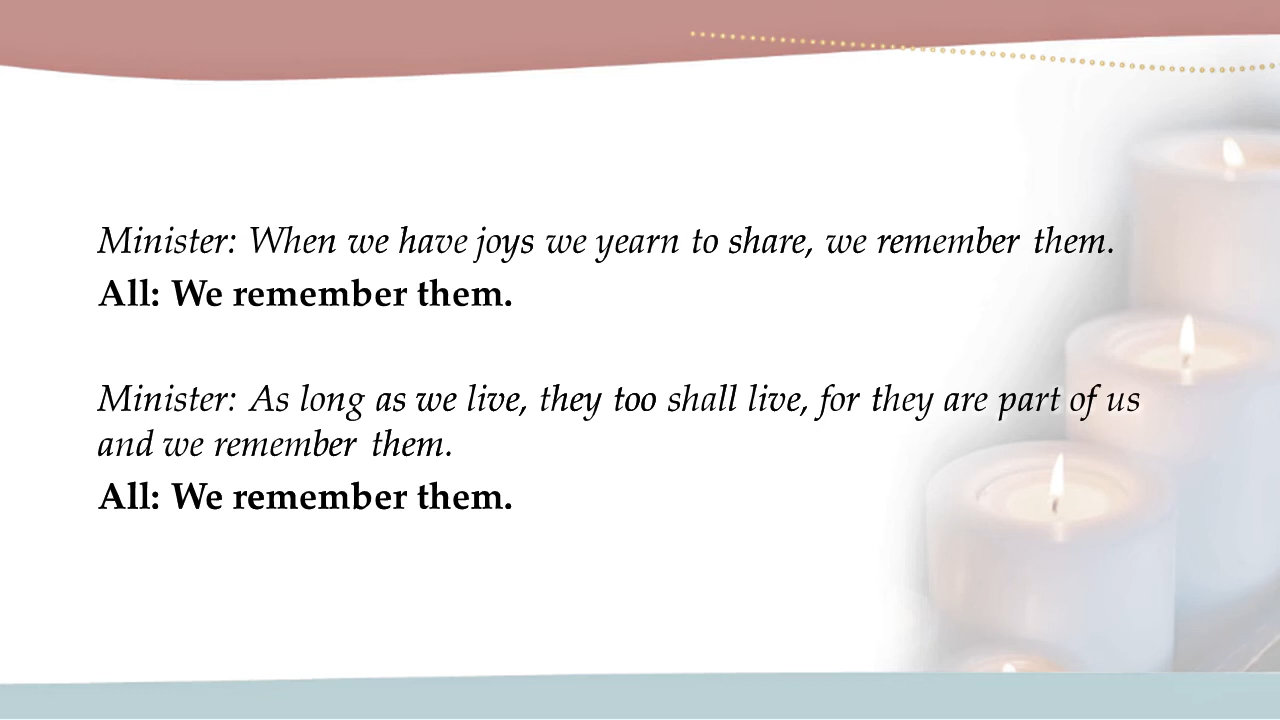 Minister: When we have joys we yearn to share, we remember them.
All: We remember them.
Minister: As long as we live, they too shall live, for they are part of us
and we remember them.
All: We remember them.